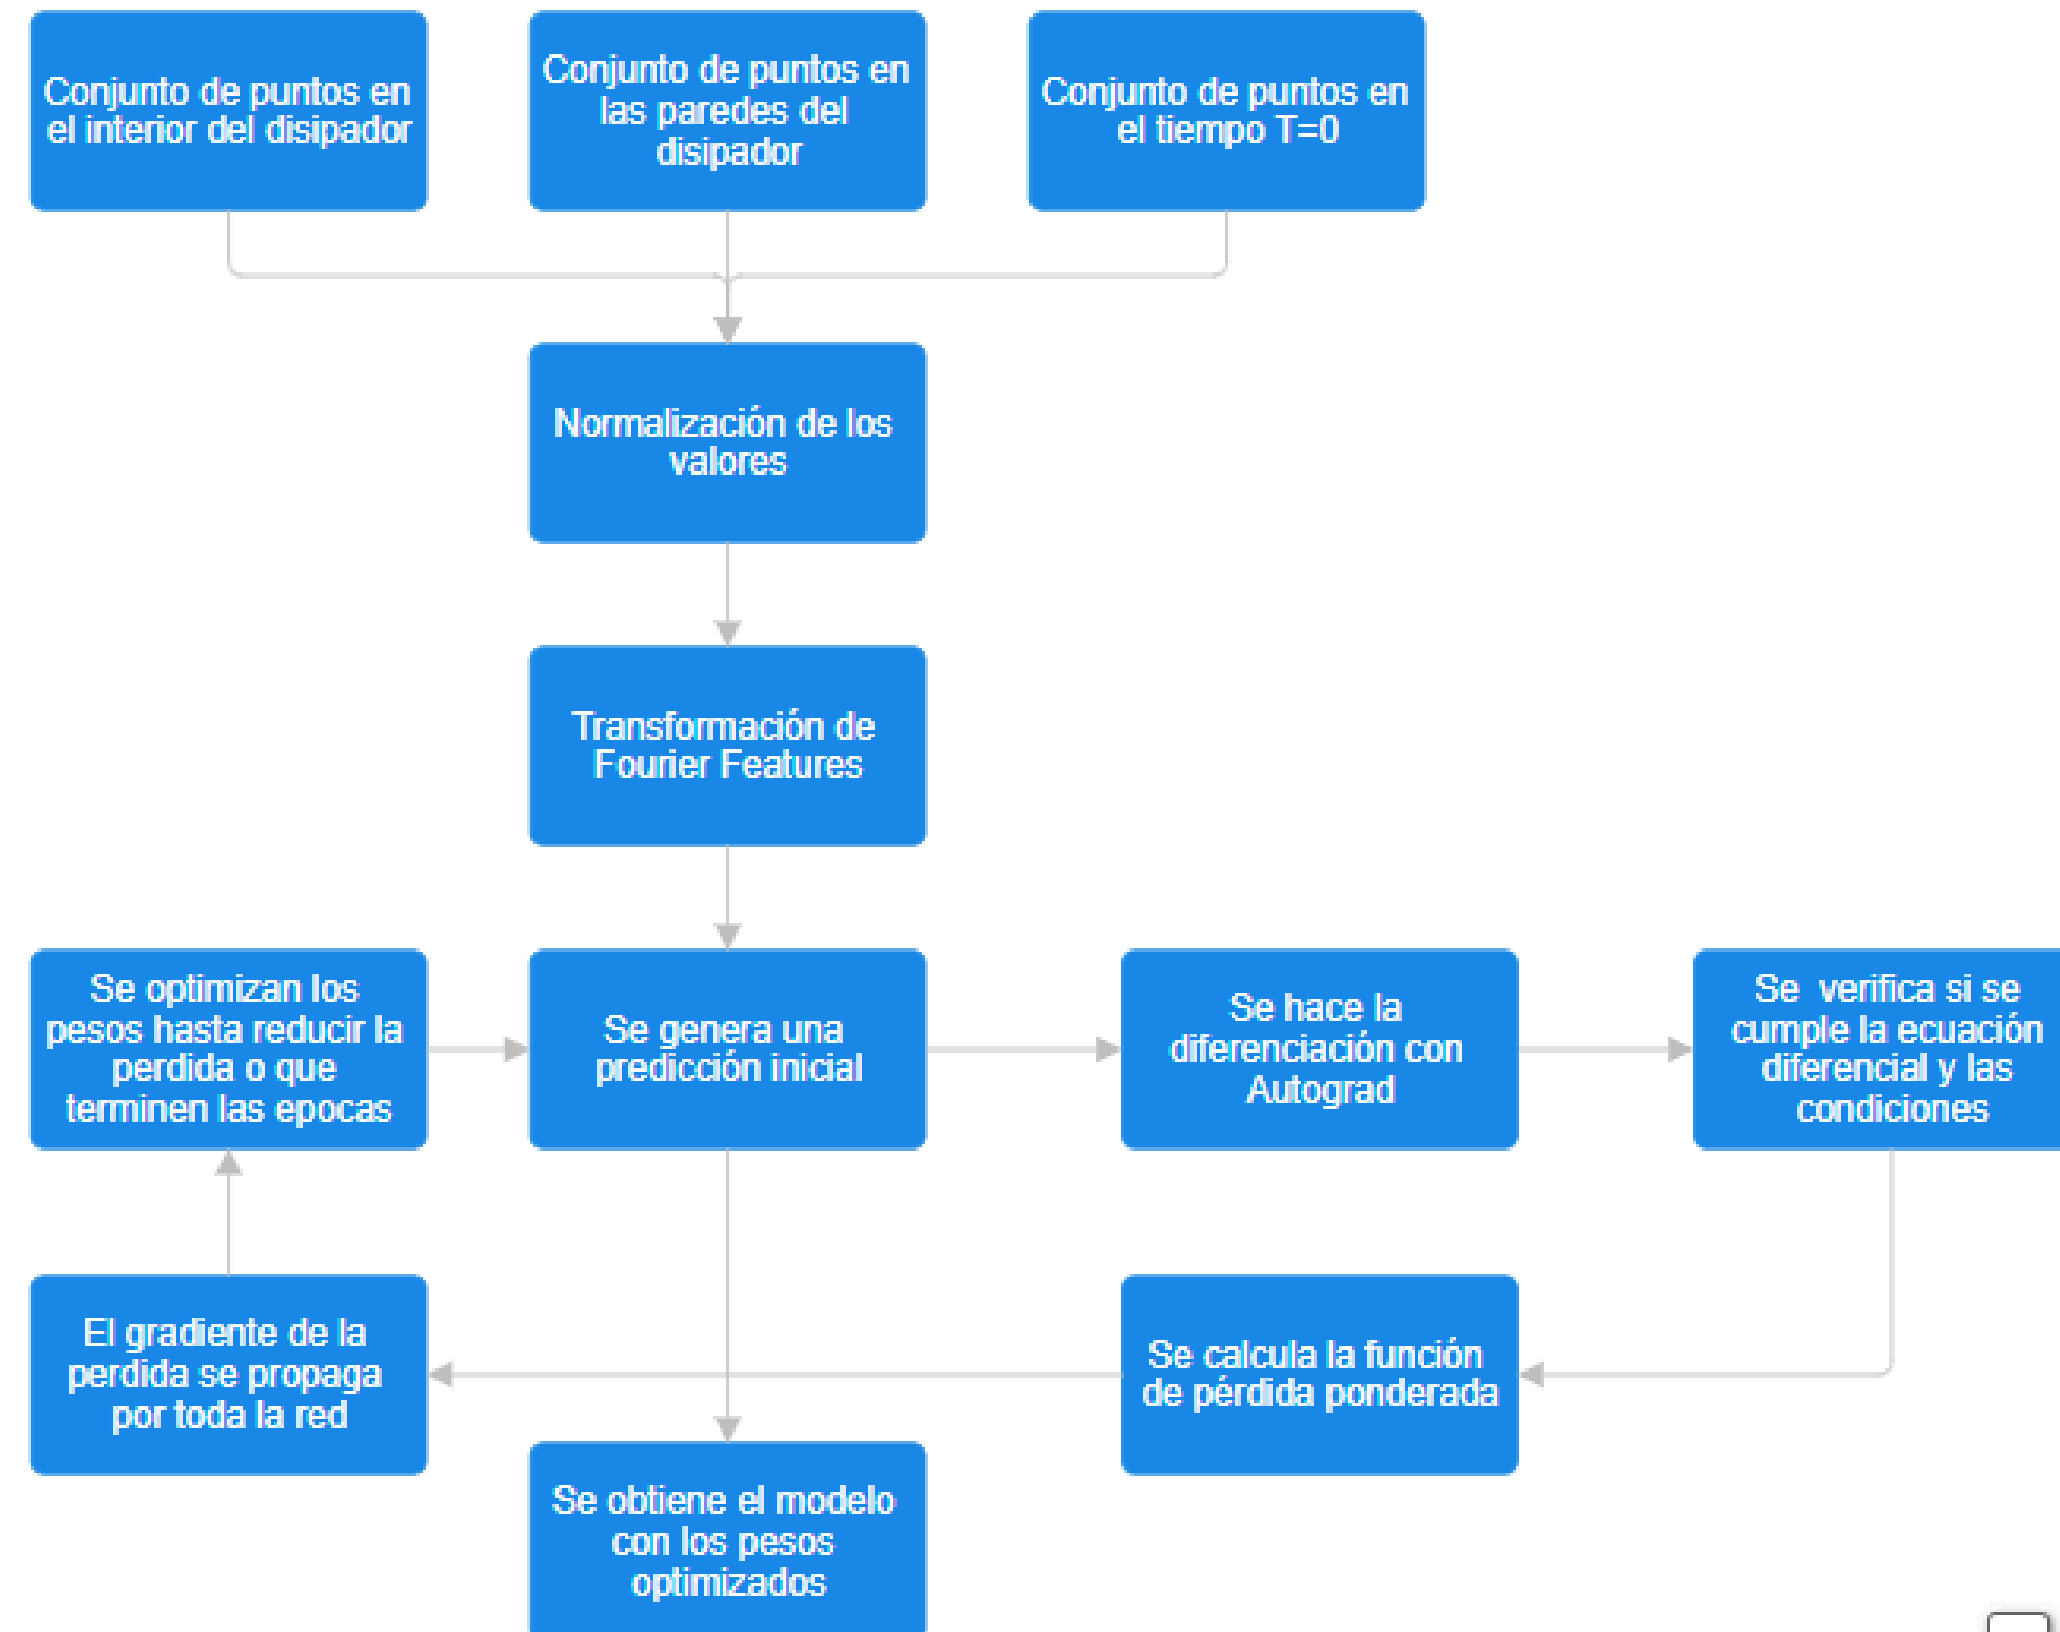 Conjunto de puntos en
el interior del disipador
Conjunto de puntos en
las paredes del
disipador
Conjunto de puntos en
el tiempo T=0
Normalización de los
valores
Transformación de
Fourier Features
Se optimizan los
pesos hasta reducir la
perdida o que
terminen las epocas
Se genera una
predicción inicial
Se hace la
diferenciación con
Autograd
Se  verifica si se
cumple la ecuación
diferencial y las
condiciones
El gradiente de la
perdida se propaga
por toda la red
Se calcula la función
de pérdida ponderada
Se obtiene el modelo
con los pesos
optimizados